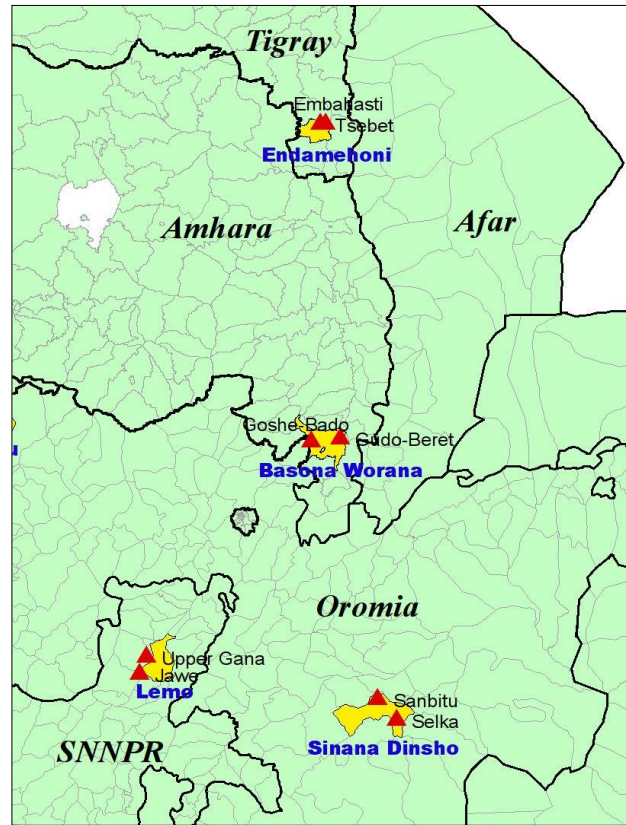 Tigray
Embahasti
Tsebet
Endamehoni
Amhara
Afar
Goshe-Bado
Gudo-Beret
u
Basona Worana
Oromia
Upper Gana
Jawe
Lemo
Sanbitu
Selka
SNNPR
Sinana Dinsho